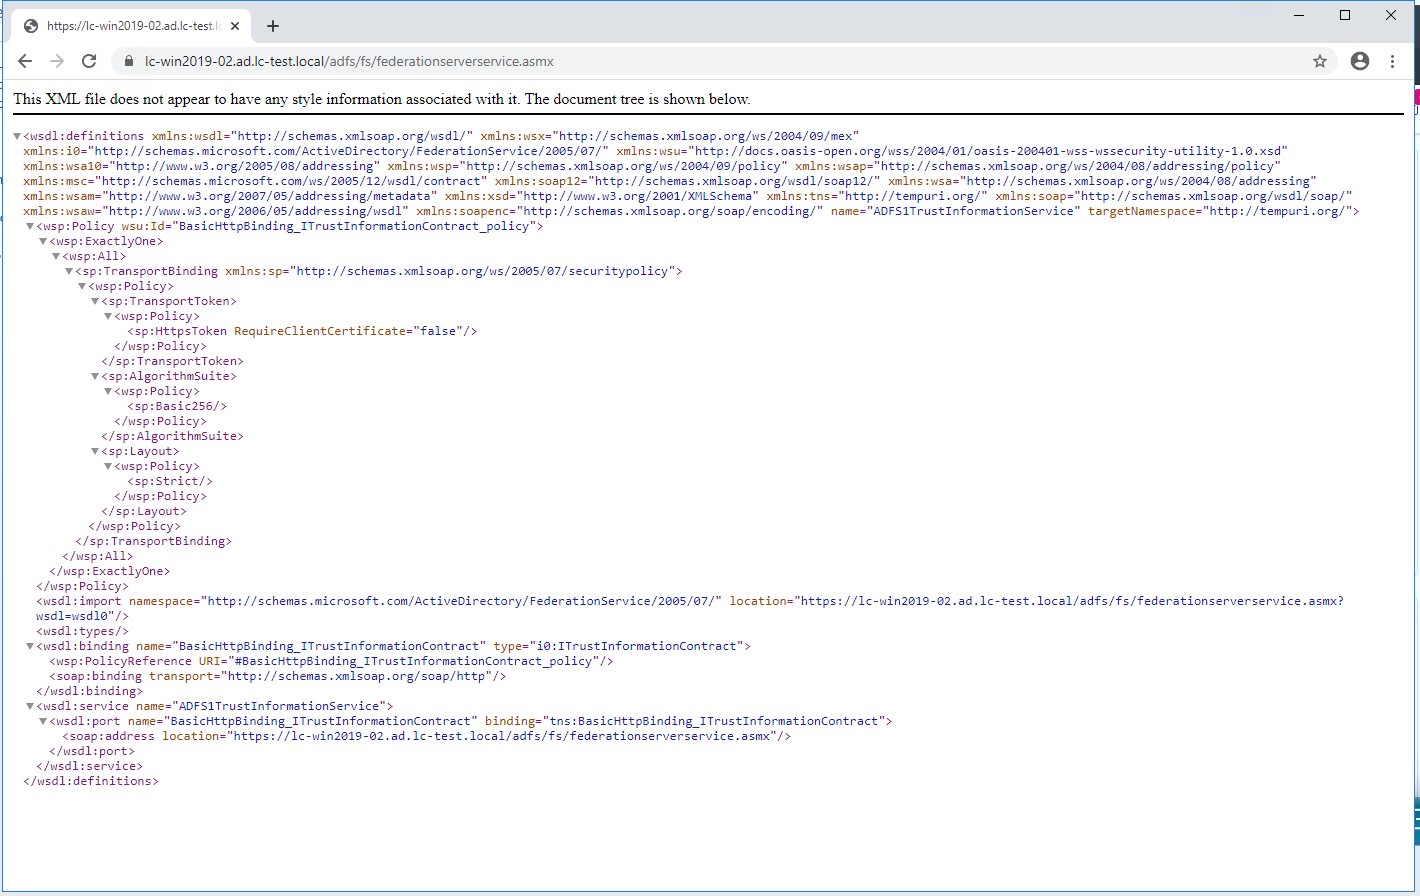 https://lc-win2019-02.ad.lc-test.lo
lc-win2019-02.ad.lc-test.local/adfs/fs/federationserverservice.asmx
This XML file does not appear to have any style information associated with it. The document tree is shown below.
<wsdl:definitions xmlns:wsdl="http://schemas.xmlsoap.org/wsdl/" xmlns:wsx="http://schemas.xmlsoap.org/ws/2004/09/mex"
xmlns:i0="http://schemas.microsoft.com/ActiveDirectory/FederationService/2005/07/" xmlns:wsu="http://docs.oasis-open.org/wss/2004/01/oasis-200401-wss-wssecurity-utility-1.0.xsd"
xmlns:wsa10="http://www.w3.org/2005/08/addressing" xmlns:wsp="http://schemas.xmlsoap.org/ws/2004/09/policy" xmlns:wsap="http://schemas.xmlsoap.org/ws/2004/08/addressing/policy"
xmlns:msc="http://schemas.microsoft.com/ws/2005/12/wsdl/contract" xmlns:soap12="http://schemas.xmlsoap.org/wsdl/soap12/" xmlns:wsa="http://schemas.xmlsoap.org/ws/2004/08/addressing"
xmlns:wsam="http://www.w3.org/2007/05/addressing/metadata" xmlns:xsd="http://www.w3.org/2001/XMLSchema" xmlns:tns="http://tempuri.org/" xmlns:soap="http://schemas.xmlsoap.org/wsdl/soap/"
xmlns:wsaw="http://www.w3.org/2006/05/addressing/wsdl" xmlns:soapenc="http://schemas.xmlsoap.org/soap/encoding/" name="ADFS1TrustInformationService" targetNamespace="http://tempuri.org/">
<wsp:Policy wsu:Id="BasicHttpBinding_ITrustInformationContract_policy">
<wsp:ExactlyOne>
<wsp:All>
<sp:TransportBinding xmlns:sp="http://schemas.xmlsoap.org/ws/2005/07/securitypolicy">
<wsp:Policy>
<sp:TransportToken>
<wsp:Policy>
<sp:HttpsToken RequireClientCertificate="false"/>
</wsp:Policy>
</sp:TransportToken>
<sp:AlgorithmSuite>
<wsp:Policy>
<sp:Basic256/>
</wsp:Policy>
</sp:AlgorithmSuite>
<sp:Layout>
<wsp:Policy>
<sp:Strict/>
</wsp:Policy>
</sp:Layout>
</wsp:Policy>
</sp:TransportBinding>
</wsp:All>
</wsp:ExactlyOne>
</wsp:Policy>
<wsdl:import namespace="http://schemas.microsoft.com/ActiveDirectory/FederationService/2005/07/" location="https://lc-win2019-02.ad.lc-test.local/adfs/fs/federationserverservice.asmx?
wsdl=wsdl0"/>
<wsdl:types/>
<wsdl:binding name="BasicHttpBinding_ITrustInformationContract" type="i0:ITrustInformationContract">
<wsp:PolicyReference URI="#BasicHttpBinding_ITrustInformationContract_policy"/>
<soap:binding transport="http://schemas.xmlsoap.org/soap/http"/>
</wsdl:binding>
<wsdl:service name="ADFS1TrustInformationService">
<wsdl:port name="BasicHttpBinding_ITrustInformationContract" binding="tns:BasicHttpBinding_ITrustInformationContract">
<soap:address location="https://lc-win2019-02.ad.lc-test.local/adfs/fs/federationserverservice.asmx"/>
</wsdl:port>
</wsdl:service>
</wsdl:definitions>